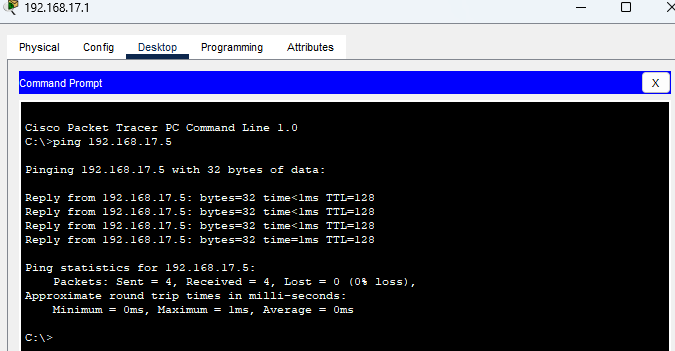 192.168.17.1
Physical Config Desktop Programming Attributes
Command Prompt
X
Cisco Packet Tracer PC Command Line 1.0
C:\>ping 192.168.17.5
Pinging 192.168.17.5 with 32 bytes of data:
Reply from 192.168.17.5: bytes=32 time<1ms TTL=128
Reply from 192.168.17.5: bytes=32 time<1ms TTL=128
Reply from 192.168.17.5: bytes=32 time<1ms TTL=128
Reply from 192.168.17.5: bytes=32 time=1ms TTL=128
Ping statistics for 192.168.17.5:
Packets: Sent = 4, Received = 4, Lost = 0 (0% loss),
Approximate round trip times in milli-seconds:
Minimum = 0ms, Maximum = 1ms, Average = 0ms
C:\>